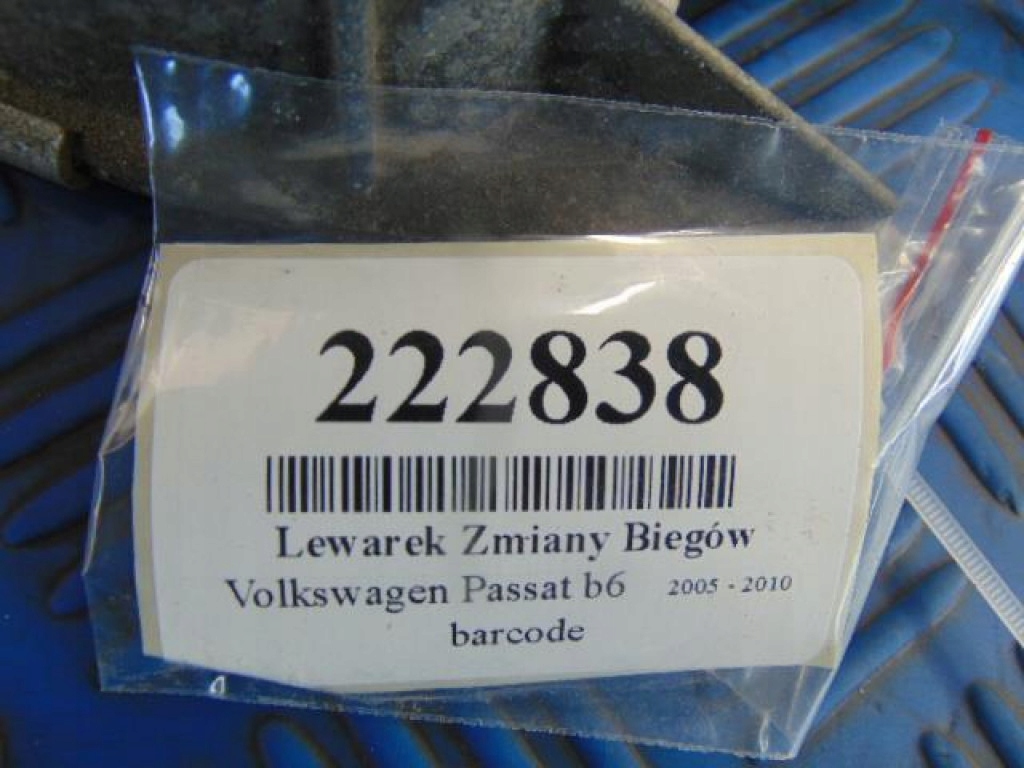 222838
Lewarek Zmiany Biegów
Volkswagen Passat b6 2005 - 2010
barcode